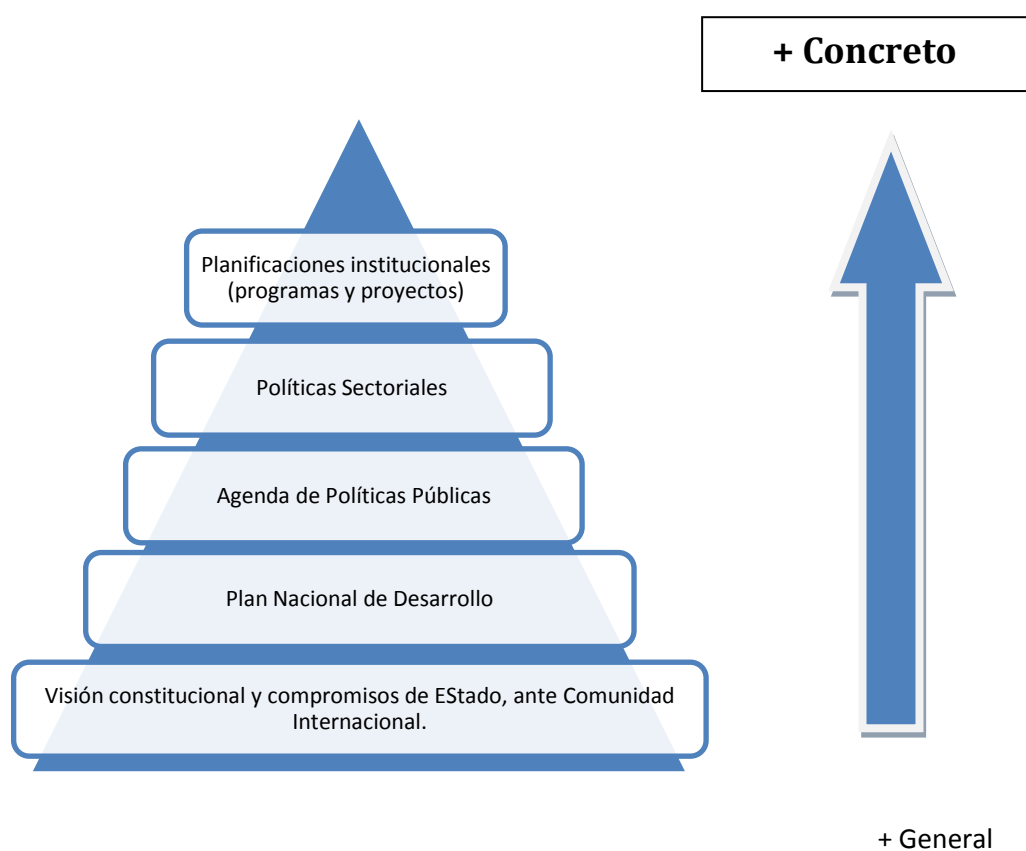 + Concreto
Planificaciones institucionales
(programas y proyectos)
Políticas Sectoriales
Agenda de Políticas Públicas
Plan Nacional de Desarrollo
Visión constitucional y compromisos de EStado, ante Comunidad
Internacional.
+ General